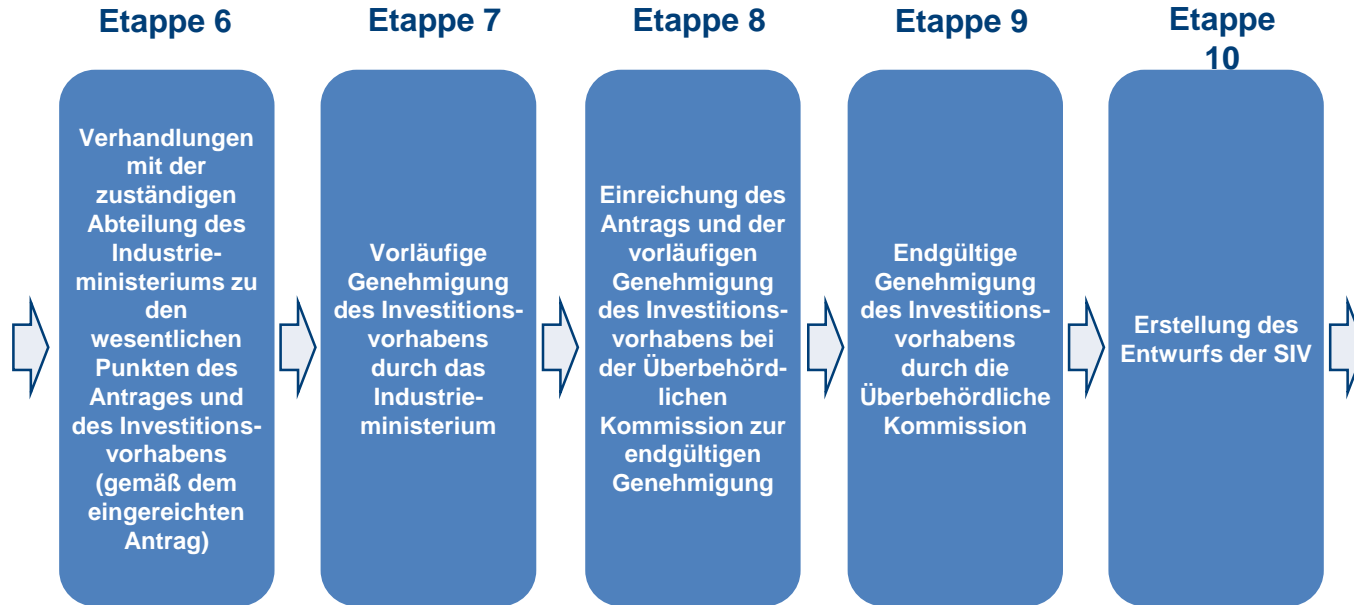 Etappe 6
Verhandlungen
mit der
zuständigen
Abteilung des
Industrie-
ministeriums zu
den
wesentlichen
Punkten des
Antrages und
des Investitions-
vorhabens
(gemäß dem
eingereichten
Antrag)
Etappe 7
Vorläufige
Genehmigung
des Investitions-
vorhabens
durch das
Industrie-
ministerium
Etappe 8
Einreichung des
Antrags und der
vorläufigen
Genehmigung
des Investitions-
vorhabens bei
der Überbehörd-
lichen
Kommission zur
endgültigen
Genehmigung
Etappe 9
Endgültige
Genehmigung
des Investitions-
vorhabens
durch die
Überbehördliche
Kommission
Etappe
10
Erstellung des
Entwurfs der SIV